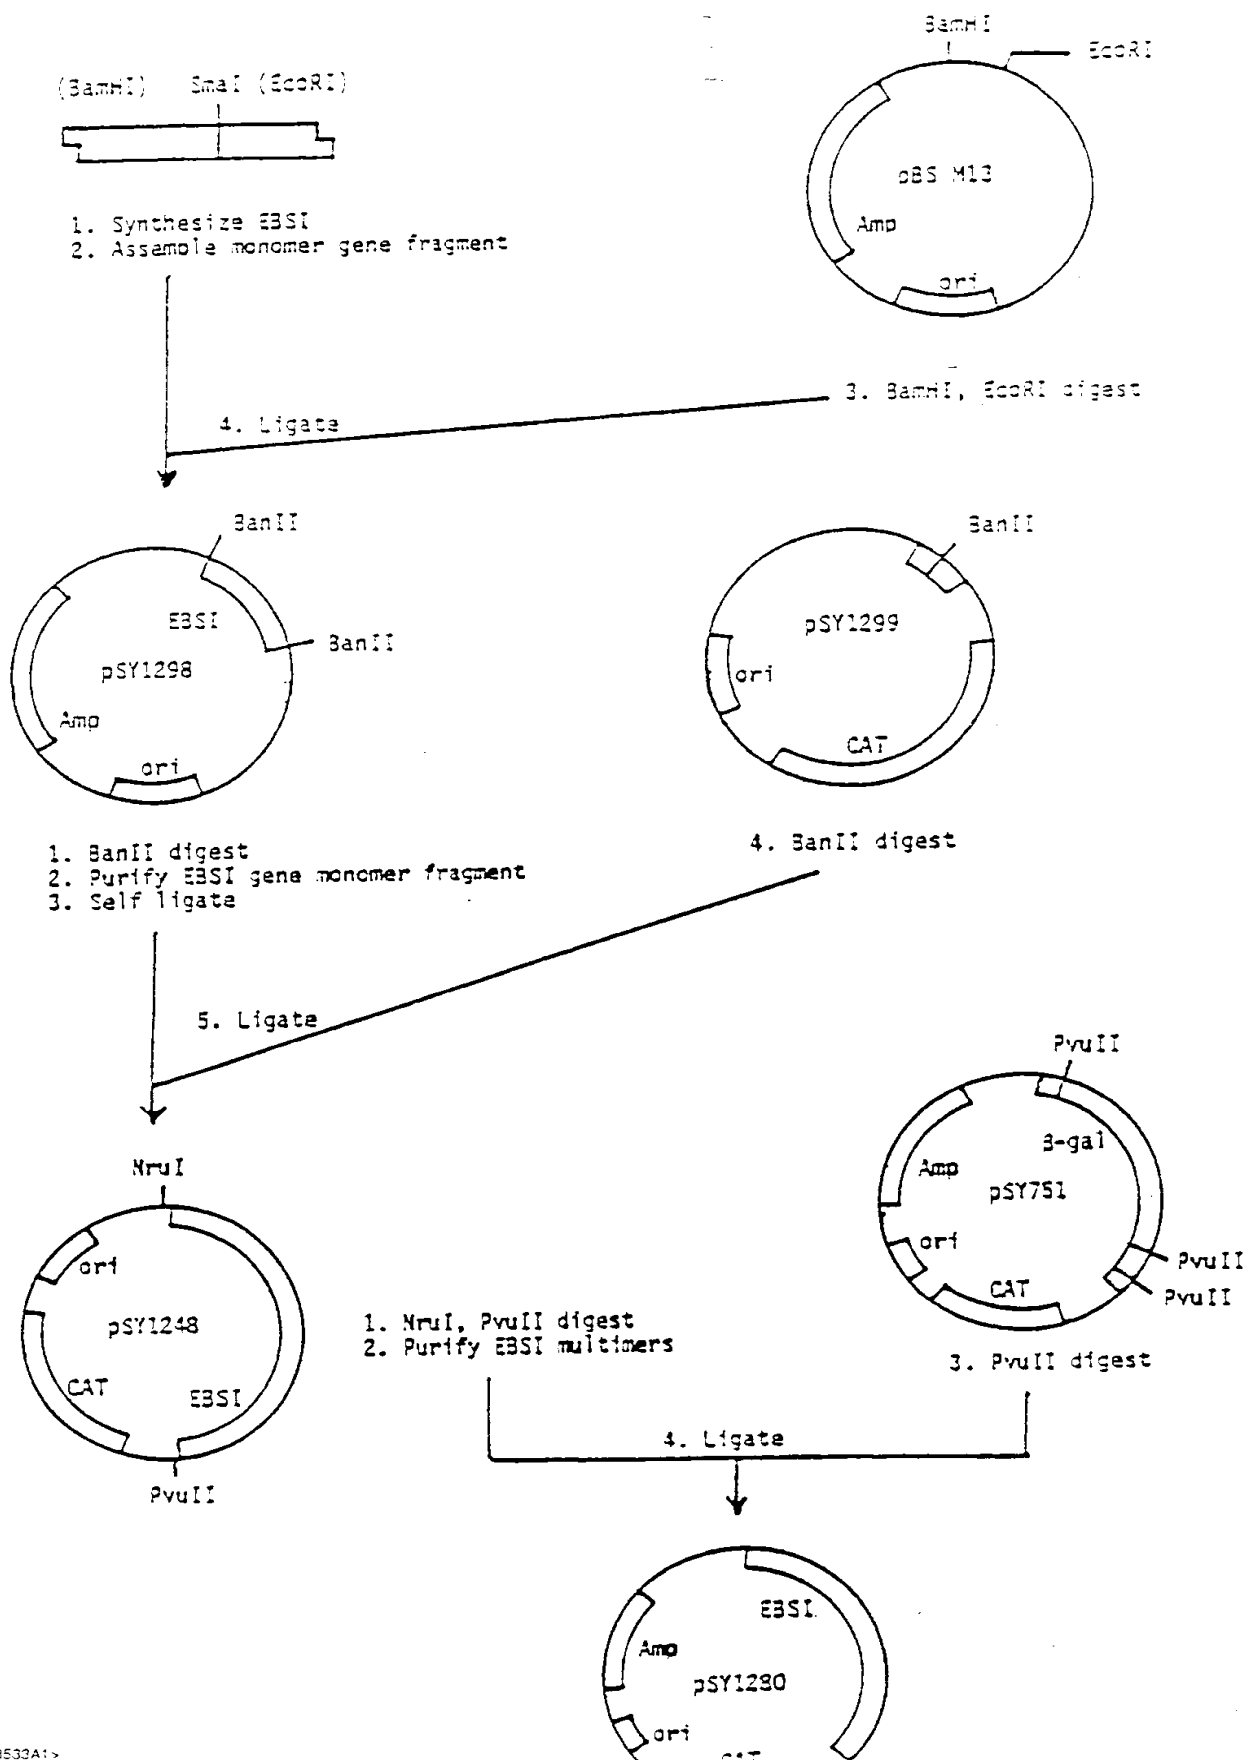 BamHI
EcoRI
(BamHI) SmaI (EcoRI)
pBS M13
Amp
ori
1. Synthesize EBSI
2. Assemble monomer gene fragment
3. BamHI, EcoRI digest
4. Ligate
BanII
EBSI
BanII
pSY1298
Amp
ori
BanII
pSY1299
ori
CAT
1. BanII digest
2. Purify EBSI gene monomer fragment
3. Self ligate
4. BanII digest
5. Ligate
PvuII
B-gal
Amp
pSY751
ori
CAT
PvuII
PvuII
NruI
ori
pSY1248
CAT
EBSI
PvuII
1. NruI, PvuII digest
2. Purify EBSI multimers
3. PvuII digest
4. Ligate
EBSI
Amp
pSY1280
ori
CAT
8533A1>